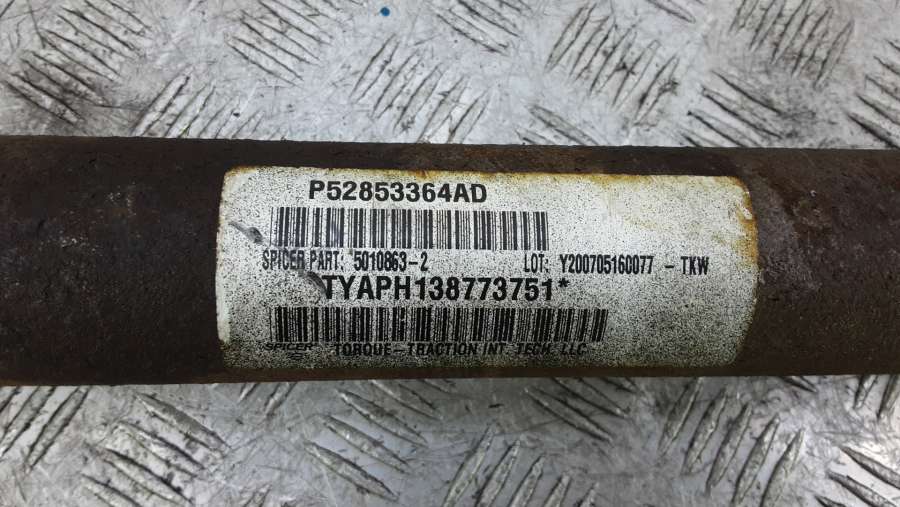 P52853364AD
SPICER PART: 5010863-2 LOT: Y200705160077 - TKW
TYAPH138773751*
SPICER TORQUE-TRACTION INT. TECH. LLC